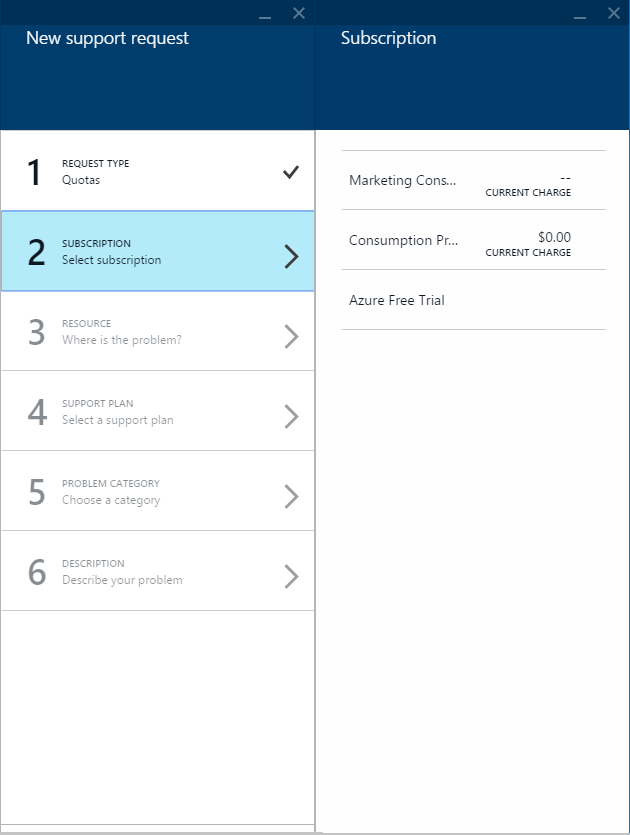 New support request
1
REQUEST TYPE
Quotas
2
SUBSCRIPTION
Select subscription
3
RESOURCE
Where is the problem?
4
SUPPORT PLAN
Select a support plan
5
PROBLEM CATEGORY
Choose a category
6
DESCRIPTION
Describe your problem
Subscription
Marketing Cons... --
CURRENT CHARGE
Consumption Pr... $0.00
CURRENT CHARGE
Azure Free Trial